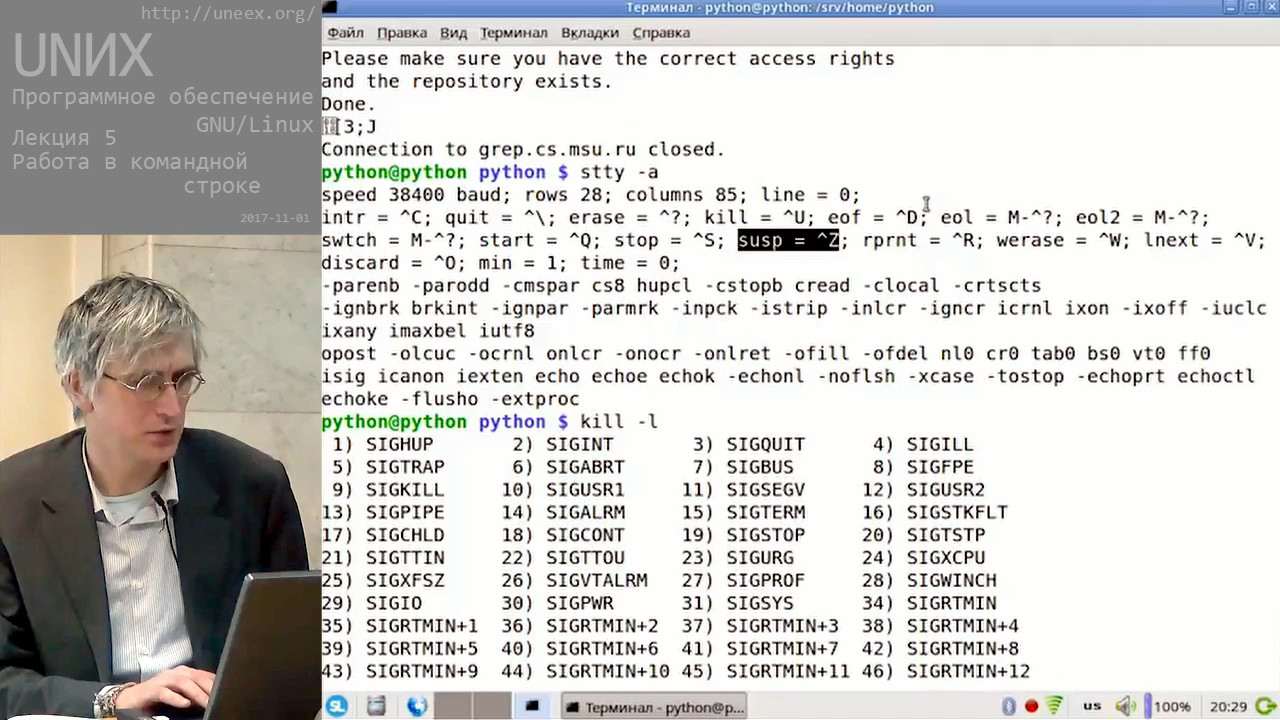 http://uneex.org/
UNИX
Программное обеспечение
GNU/Linux
Лекция 5
Работа в командной
строке
2017-11-01
Терминал - python@python: /srv/home/python
Файл Правка Вид Терминал Вкладки Справка
Please make sure you have the correct access rights
and the repository exists.
Done.
[3;J
Connection to grep.cs.msu.ru closed.
python@python python $ stty -a
speed 38400 baud; rows 28; columns 85; line = 0;
intr = ^C; quit = ^\; erase = ^?; kill = ^U; eof = ^D; eol = M-^?; eol2 = M-^?;
swtch = M-^?; start = ^Q; stop = ^S; susp = ^Z; rprnt = ^R; werase = ^W; lnext = ^V;
discard = ^O; min = 1; time = 0;
-parenb -parodd -cmspar cs8 hupcl -cstopb cread -clocal -crtscts
-ignbrk brkint -ignpar -parmrk -inpck -istrip -inlcr -igncr icrnl ixon -ixoff -iuclc
ixany imaxbel iutf8
opost -olcuc -ocrnl onlcr -onocr -onlret -ofill -ofdel nl0 cr0 tab0 bs0 vt0 ff0
isig icanon iexten echo echoe echok -echonl -noflsh -xcase -tostop -echoprt echoctl
echoke -flusho -extproc
python@python python $ kill -l
1) SIGHUP 2) SIGINT 3) SIGQUIT 4) SIGILL
5) SIGTRAP 6) SIGABRT 7) SIGBUS 8) SIGFPE
9) SIGKILL 10) SIGUSR1 11) SIGSEGV 12) SIGUSR2
13) SIGPIPE 14) SIGALRM 15) SIGTERM 16) SIGSTKFLT
17) SIGCHLD 18) SIGCONT 19) SIGSTOP 20) SIGTSTP
21) SIGTTIN 22) SIGTTOU 23) SIGURG 24) SIGXCPU
25) SIGXFSZ 26) SIGVTALRM 27) SIGPROF 28) SIGWINCH
29) SIGIO 30) SIGPWR 31) SIGSYS 34) SIGRTMIN
35) SIGRTMIN+1 36) SIGRTMIN+2 37) SIGRTMIN+3 38) SIGRTMIN+4
39) SIGRTMIN+5 40) SIGRTMIN+6 41) SIGRTMIN+7 42) SIGRTMIN+8
43) SIGRTMIN+9 44) SIGRTMIN+10 45) SIGRTMIN+11 46) SIGRTMIN+12
SL Терминал - python@p... us 100% 20:29